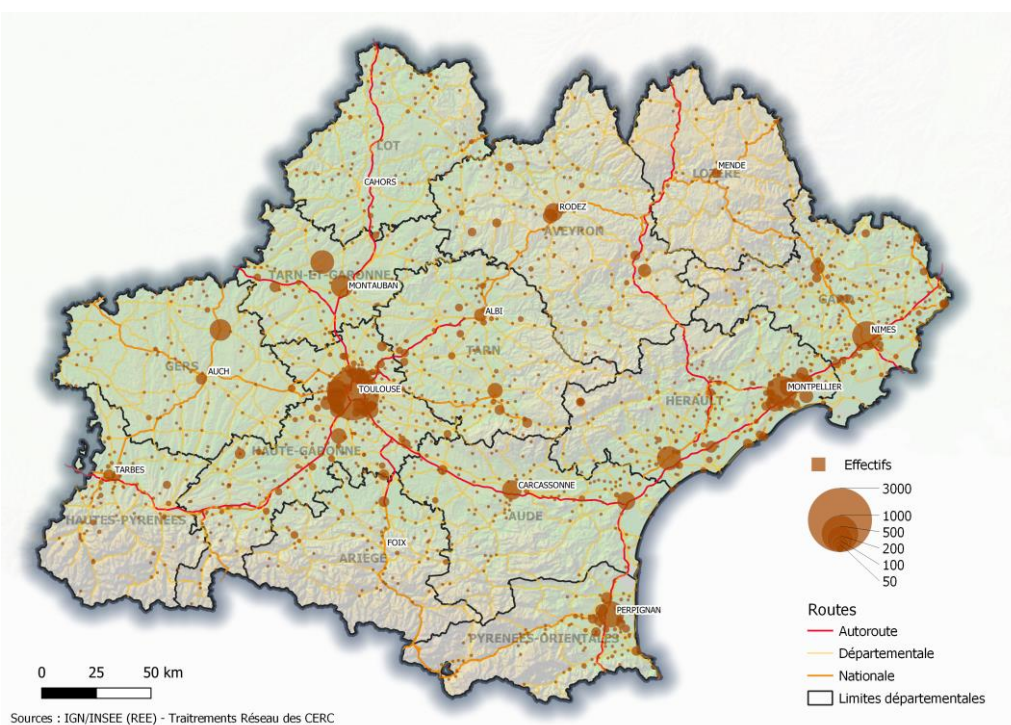 LOT
CAHORS
MENDE
LOZERE
RODEZ
AVEYRON
TARN-ET-GARONNE
MONTAUBAN
GARD
ALBI
NIMES
TARN
GERS
AUCH
TOULOUSE
MONTPELLIER
HERAULT
HAUTE-GARONNE
TARBES
CARCASSONNE
AUDE
HAUTES-PYRENEES
FOIX
ARIEGE
PERPIGNAN
PYRENEES-ORIENTALES
Effectifs
3000
1000
500
200
100
50
Routes
Autoroute
Départementale
Nationale
Limites départementales
0 25 50 km
Sources : IGN/INSEE (REE) - Traitements Réseau des CERC